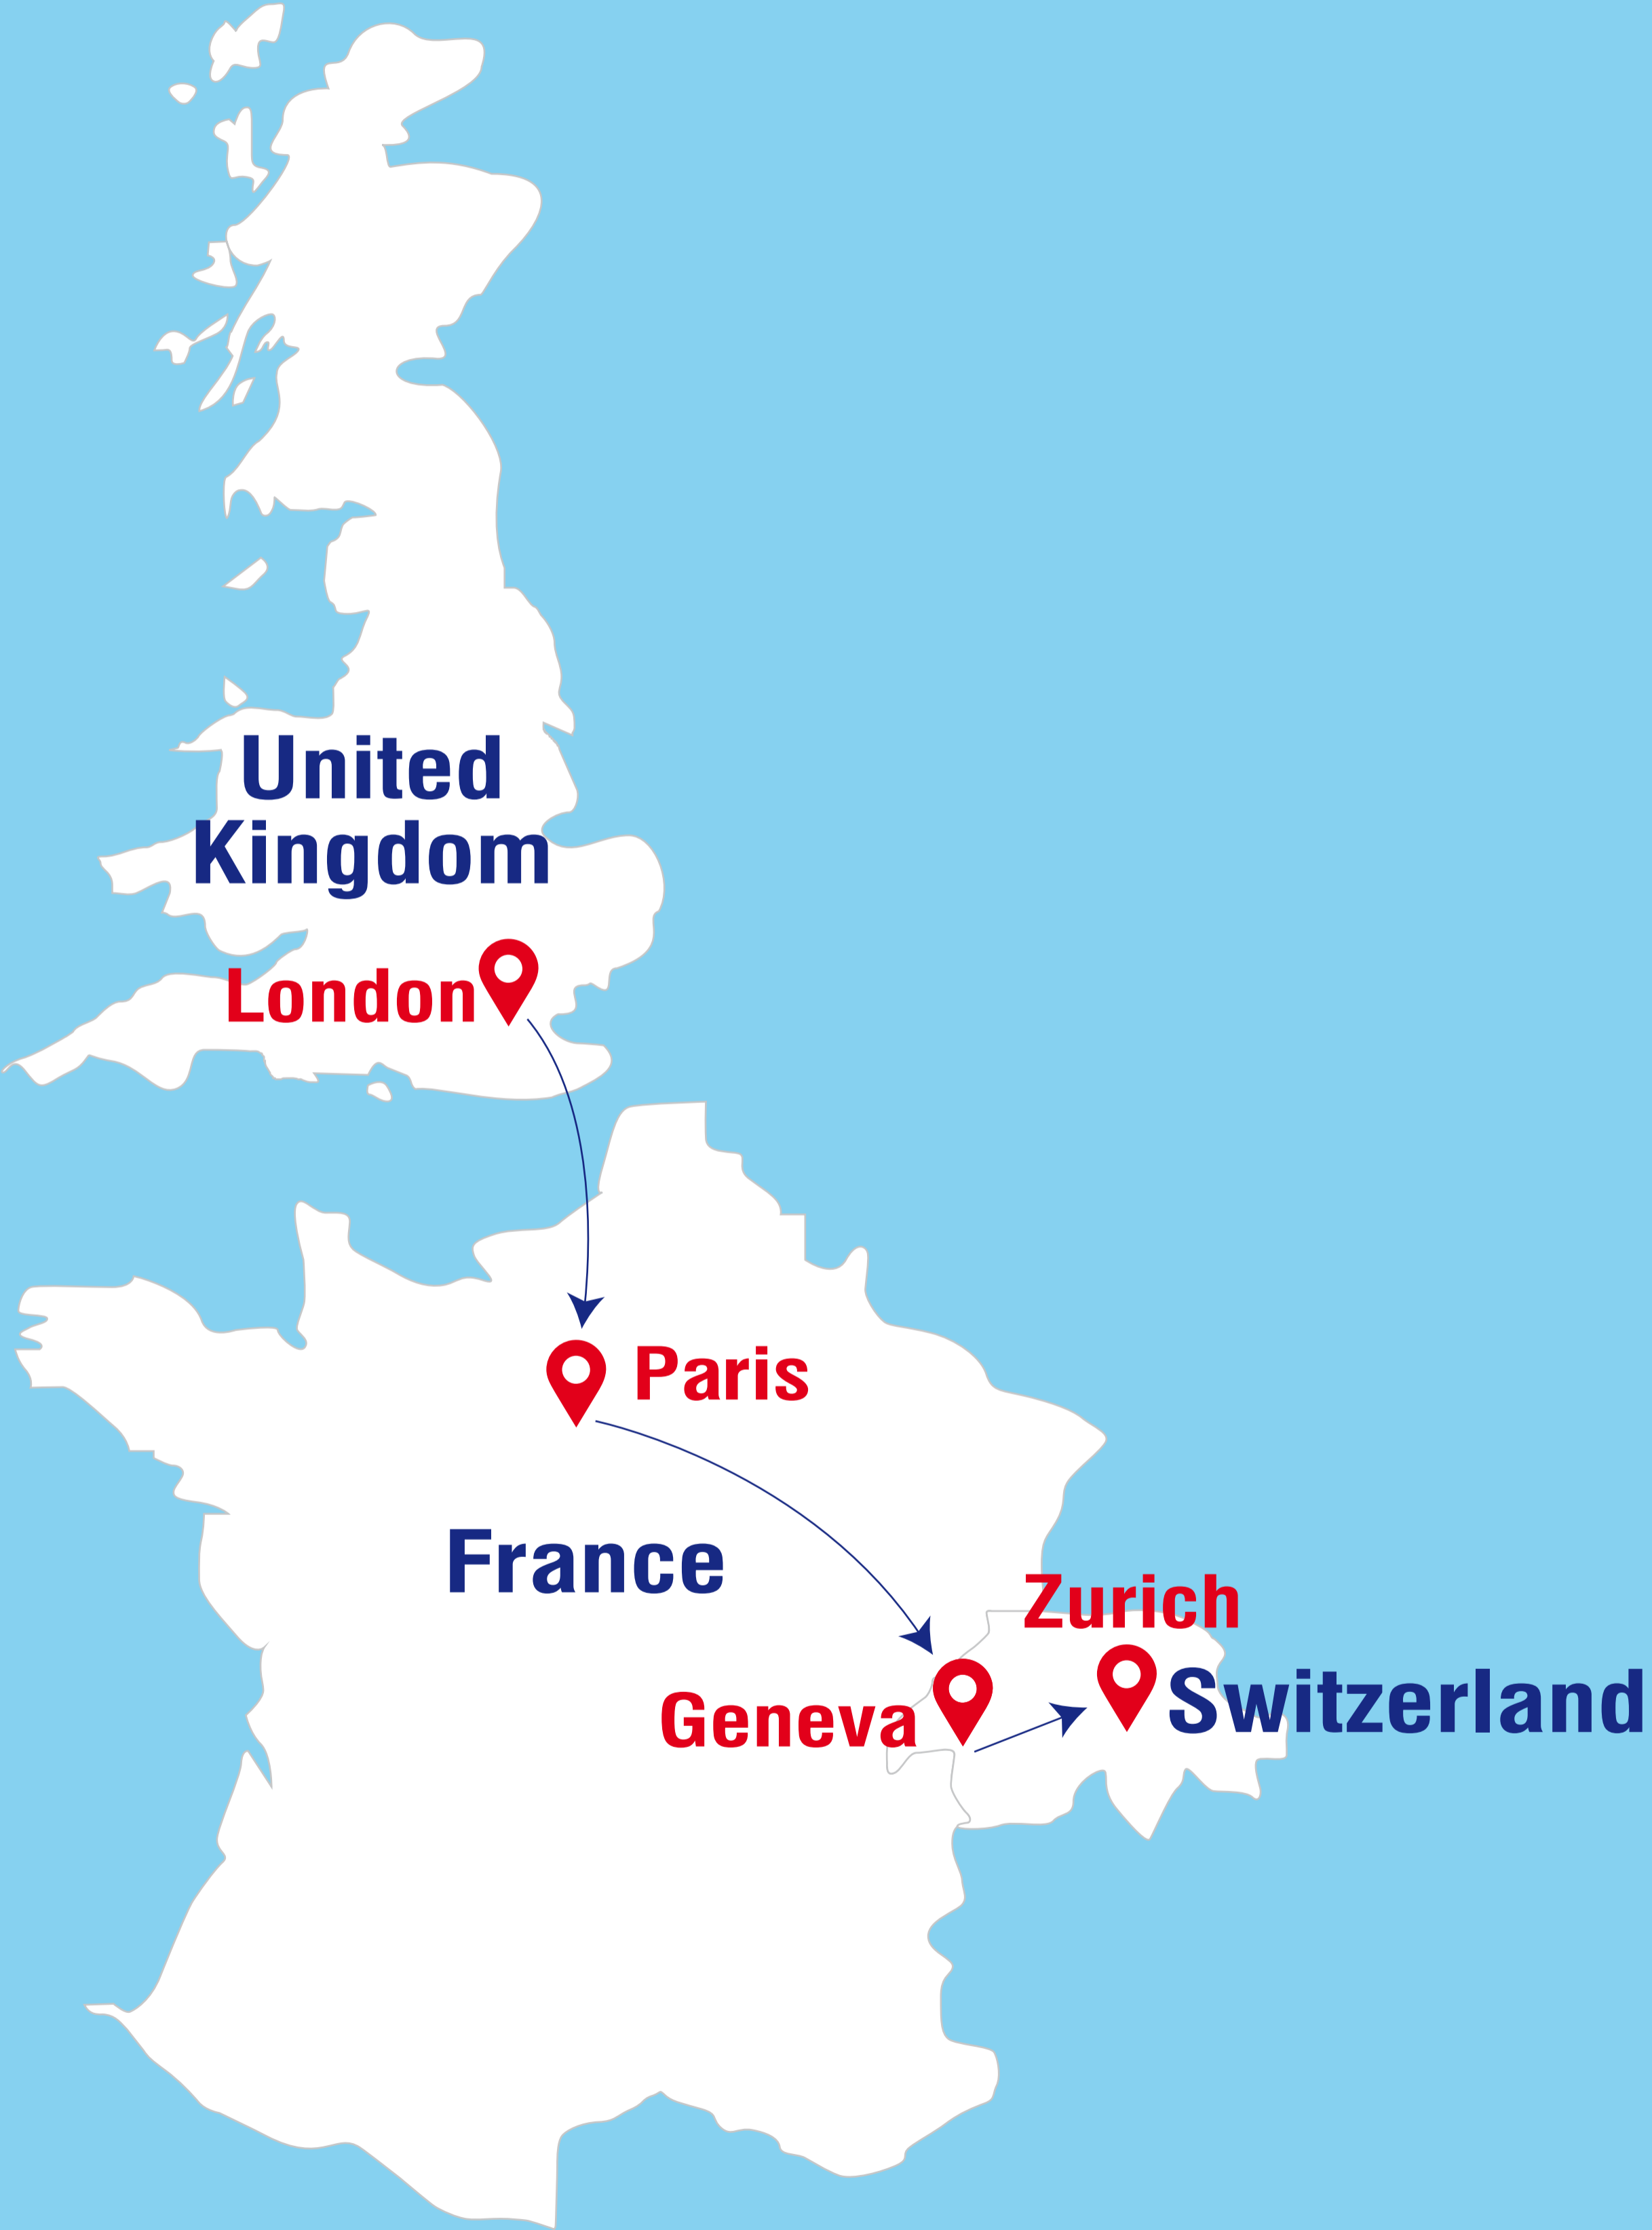 United
Kingdom
London
Paris
France
Zurich
Switzerland
Geneva